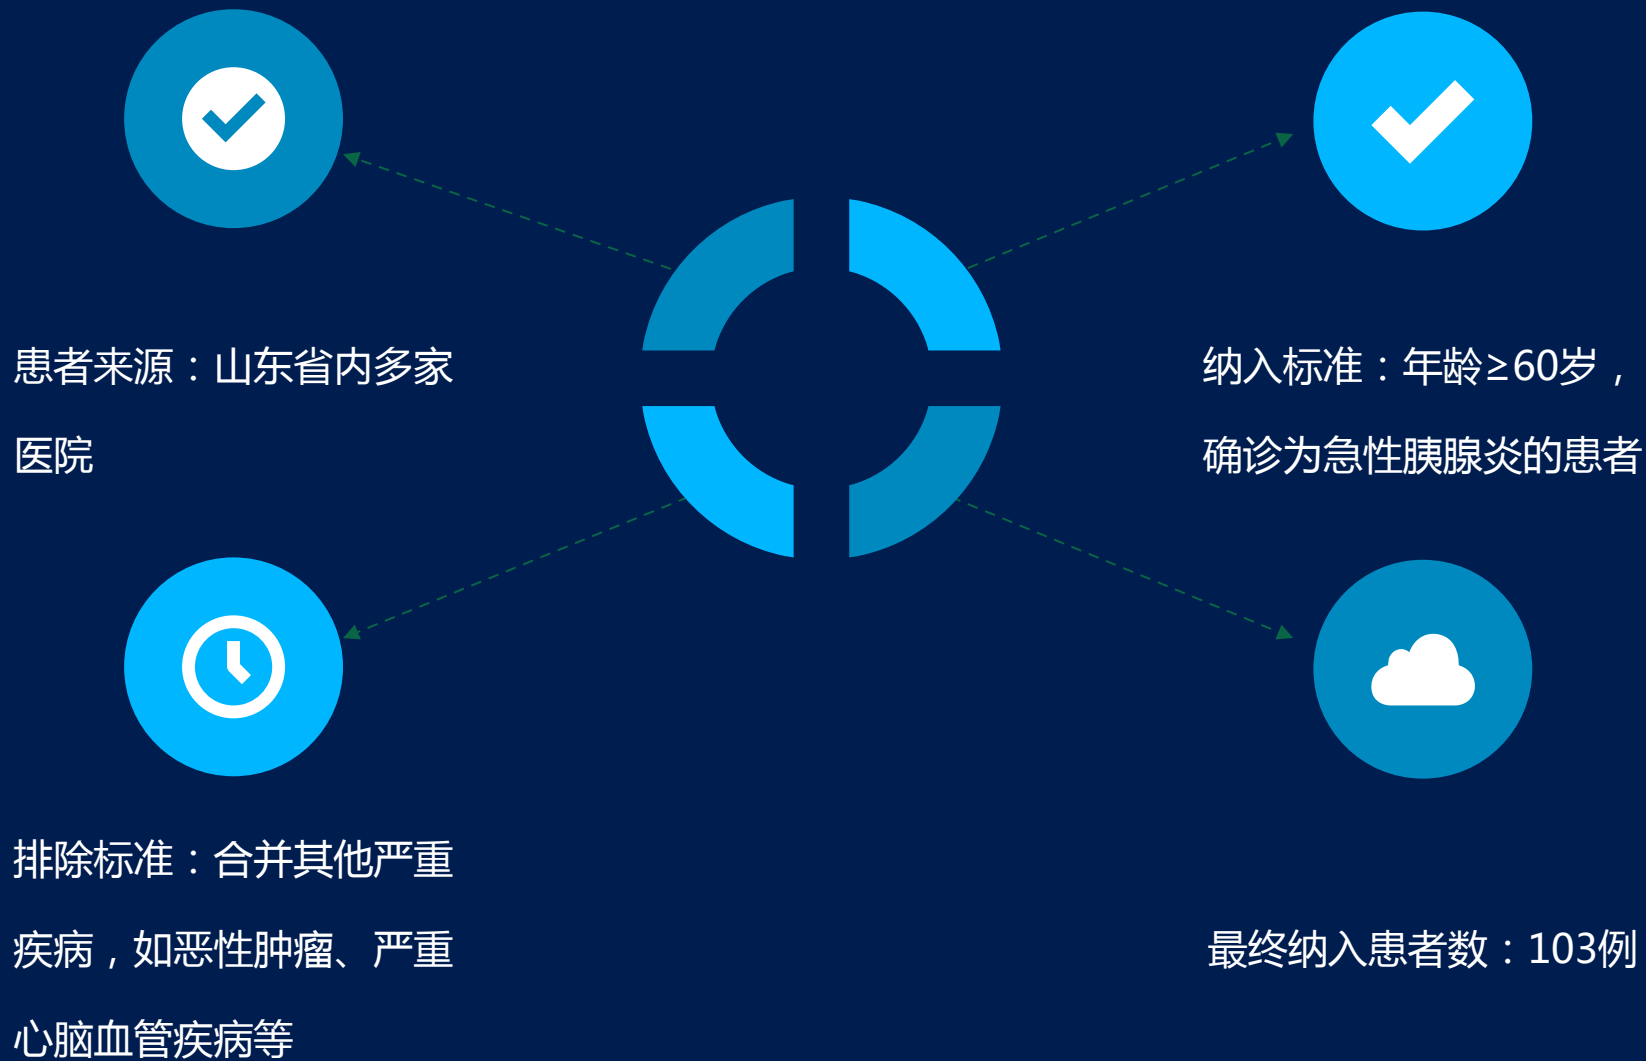 患者来源：山东省内多家
医院
纳入标准：年龄≥60岁，
确诊为急性胰腺炎的患者
排除标准：合并其他严重
疾病，如恶性肿瘤、严重
心脑血管疾病等
最终纳入患者数：103例